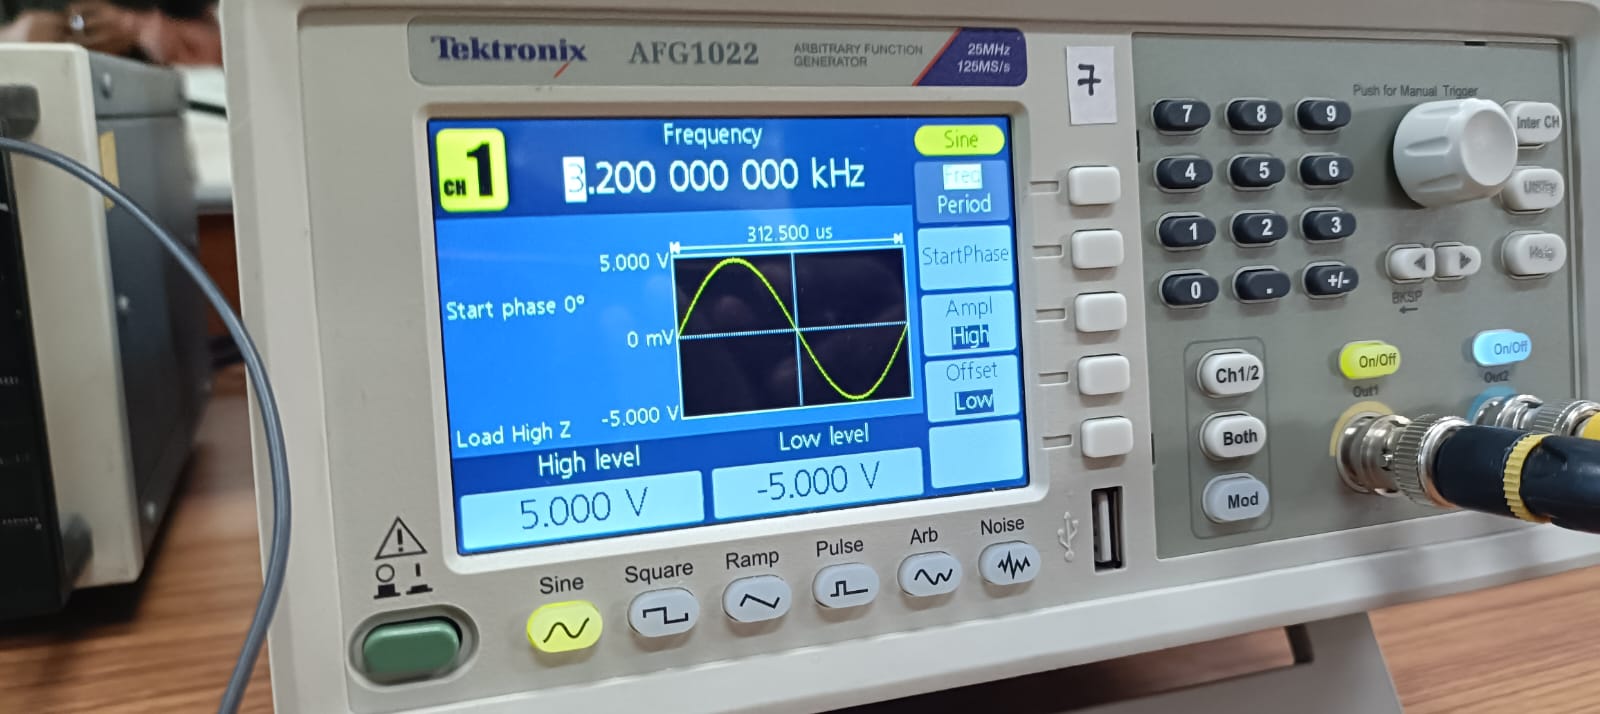 Tektronix AFG1022 ARBITRARY FUNCTION GENERATOR 25MHz 125MS/s
7
Push for Manual Trigger
Inter CH
Utility
Help
CH 1
Frequency
3.200 000 000 kHz
Sine
Freq
Period
StartPhase
Ampl
High
Offset
Low
312.500 us
5.000 V
Start phase 0°
0 mV
-5.000 V
Load High Z
High level
5.000 V
Low level
-5.000 V
7 8 9
4 5 6
1 2 3
0 . +/-
BKSP
Ch1/2
Both
Mod
On/Off
Out1
On/Off
Out2
Sine
Square
Ramp
Pulse
Arb
Noise